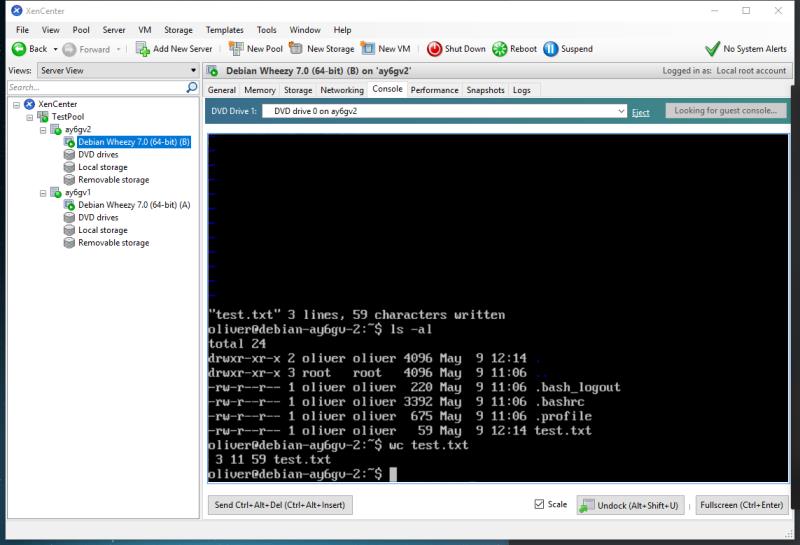 XenCenter
File View Pool Server VM Storage Templates Tools Window Help
Back Forward Add New Server New Pool New Storage New VM Shut Down Reboot Suspend No System Alerts
Views: Server View
Debian Wheezy 7.0 (64-bit) (B) on 'ay6gv2' Logged in as: Local root account
Search...
General Memory Storage Networking Console Performance Snapshots Logs
XenCenter
TestPool
ay6gv2
Debian Wheezy 7.0 (64-bit) (B)
DVD drives
Local storage
Removable storage
ay6gv1
Debian Wheezy 7.0 (64-bit) (A)
DVD drives
Local storage
Removable storage
DVD Drive 1: DVD drive 0 on ay6gv2 Eject Looking for guest console...
~
~
~
~
~
~
~
~
~
~
~
"test.txt" 3 lines, 59 characters written
oliver@debian-ay6gv-2:~$ ls -al
total 24
drwxr-xr-x 2 oliver oliver 4096 May  9 12:14 .
drwxr-xr-x 3 root   root   4096 May  9 11:06 ..
-rw-r--r-- 1 oliver oliver  220 May  9 11:06 .bash_logout
-rw-r--r-- 1 oliver oliver 3392 May  9 11:06 .bashrc
-rw-r--r-- 1 oliver oliver  675 May  9 11:06 .profile
-rw-r--r-- 1 oliver oliver   59 May  9 12:14 test.txt
oliver@debian-ay6gv-2:~$ wc test.txt
 3 11 59 test.txt
oliver@debian-ay6gv-2:~$
Send Ctrl+Alt+Del (Ctrl+Alt+Insert) Scale Undock (Alt+Shift+U) Fullscreen (Ctrl+Enter)